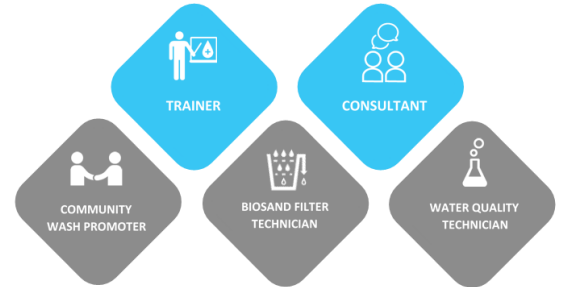 TRAINER
CONSULTANT
COMMUNITY
WASH PROMOTER
BIOSAND FILTER
TECHNICIAN
WATER QUALITY
TECHNICIAN